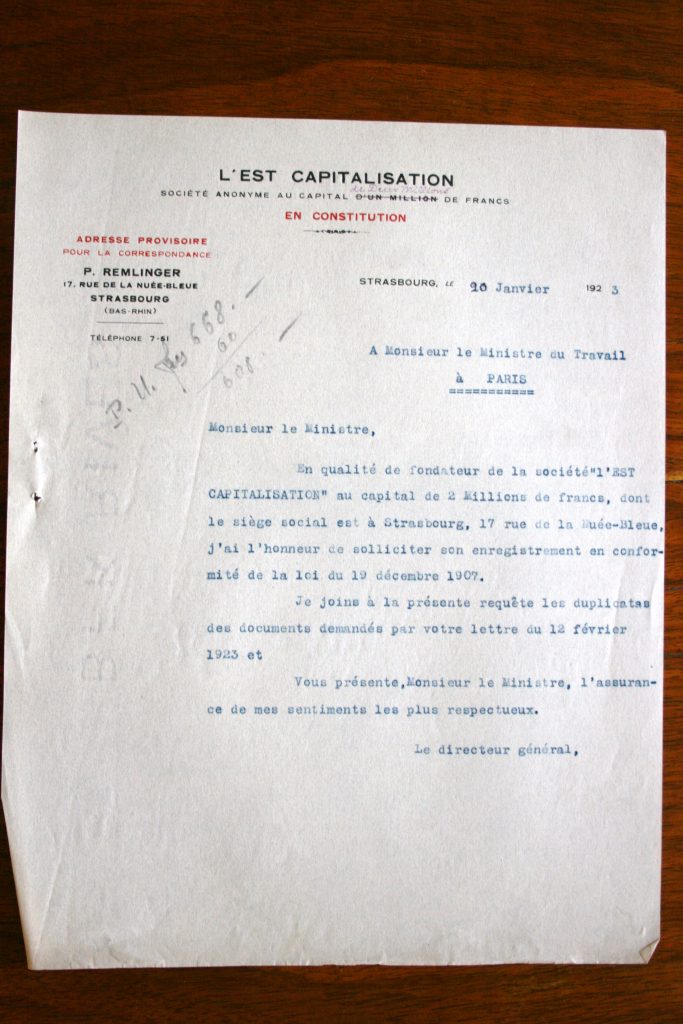 L'EST CAPITALISATION
de Deux Millions
SOCIÉTÉ ANONYME AU CAPITAL D'UN MILLION DE FRANCS
EN CONSTITUTION
ADRESSE PROVISOIRE
POUR LA CORRESPONDANCE
P. REMLINGER
17, RUE DE LA NUÉE-BLEUE
STRASBOURG
(BAS-RHIN)
TÉLÉPHONE 7-51
STRASBOURG, LE 20 Janvier 1923
P. U. 668.-
60
A Monsieur le Ministre du Travail
à PARIS
===========
Monsieur le Ministre,
En qualité de fondateur de la société"l'EST
CAPITALISATION" au capital de 2 Millions de francs, dont
le siège social est à Strasbourg, 17 rue de la Nuée-Bleue,
j'ai l'honneur de solliciter son enregistrement en confor-
mité de la loi du 19 décembre 1907.
Je joins à la présente requête les duplicatas
des documents demandés par votre lettre du 12 février
1923 et
Vous présente,Monsieur le Ministre, l'assuran-
ce de mes sentiments les plus respectueux.
Le directeur général,